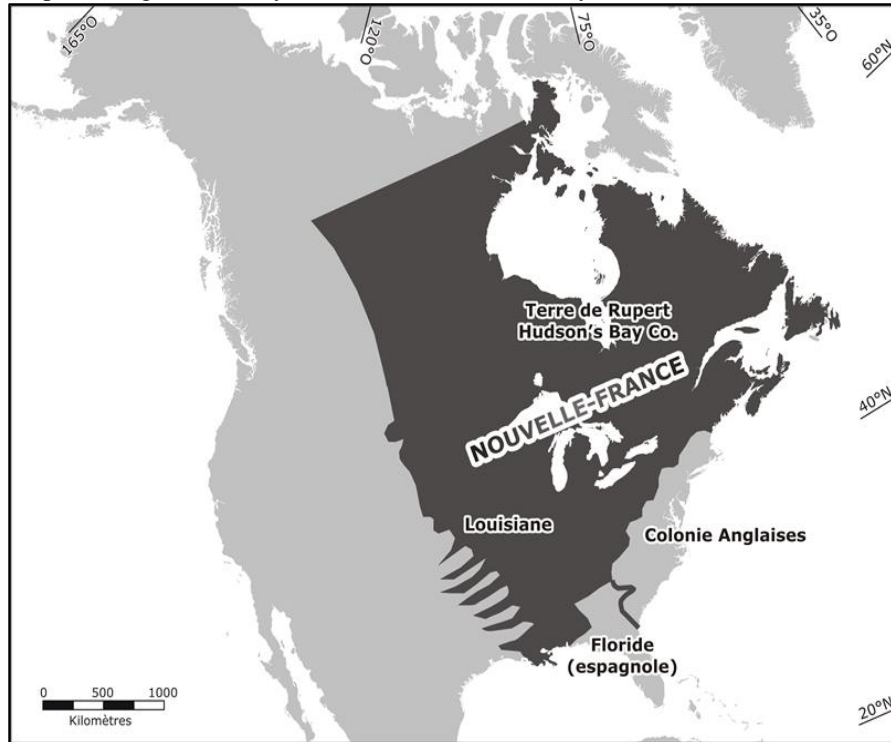 165°O
120°O
75°O
35°O
60°N
Terre de Rupert
Hudson's Bay Co.
NOUVELLE-FRANCE
40°N
Louisiane
Colonie Anglaises
Floride
(espagnole)
0 500 1000
Kilomètres
20°N